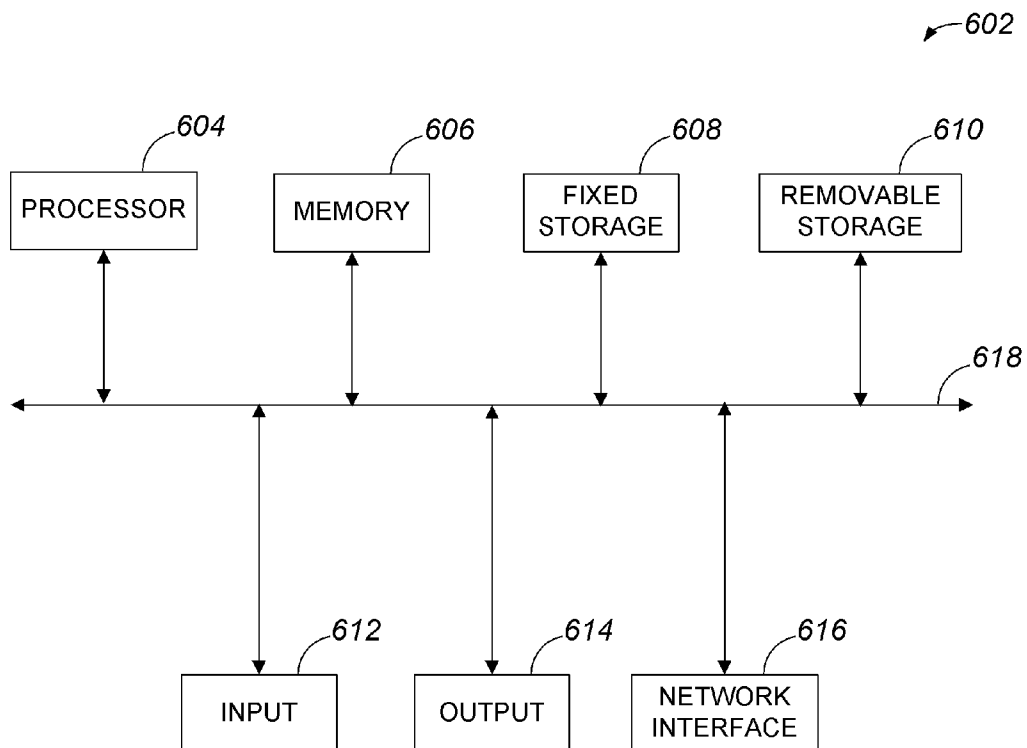 602
604
606
608
610
PROCESSOR
MEMORY
FIXED
STORAGE
REMOVABLE
STORAGE
618
612
614
616
INPUT
OUTPUT
NETWORK
INTERFACE